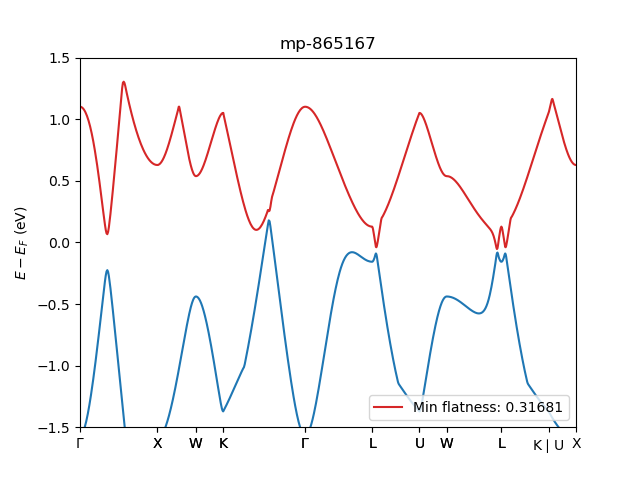 mp-865167
E − E_F (eV)
1.5
1.0
0.5
0.0
−0.5
−1.0
−1.5
Min flatness: 0.31681
Γ X W K Γ L U W L K | U X